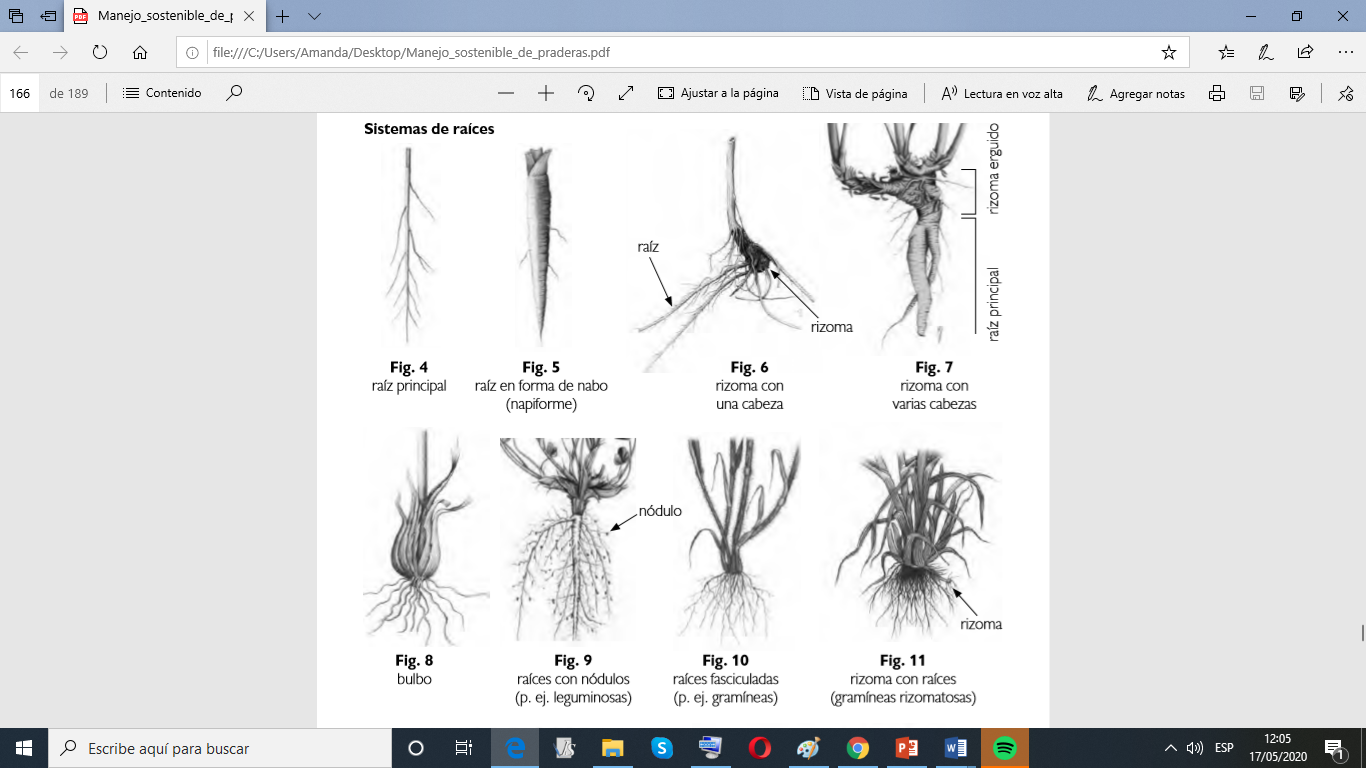 Manejo_sostenible_de_p
file:///C:/Users/Amanda/Desktop/Manejo_sostenible_de_praderas.pdf
166 de 189 Contenido Ajustar a la página Vista de página Lectura en voz alta Agregar notas
Sistemas de raíces
raíz
rizoma
rizoma erguido
raíz principal
Fig. 4
raíz principal
Fig. 5
raíz en forma de nabo
(napiforme)
Fig. 6
rizoma con
una cabeza
Fig. 7
rizoma con
varias cabezas
nódulo
rizoma
Fig. 8
bulbo
Fig. 9
raíces con nódulos
(p. ej. leguminosas)
Fig. 10
raíces fasciculadas
(p. ej. gramíneas)
Fig. 11
rizoma con raíces
(gramíneas rizomatosas)
Escribe aquí para buscar
ESP
12:05
17/05/2020
1